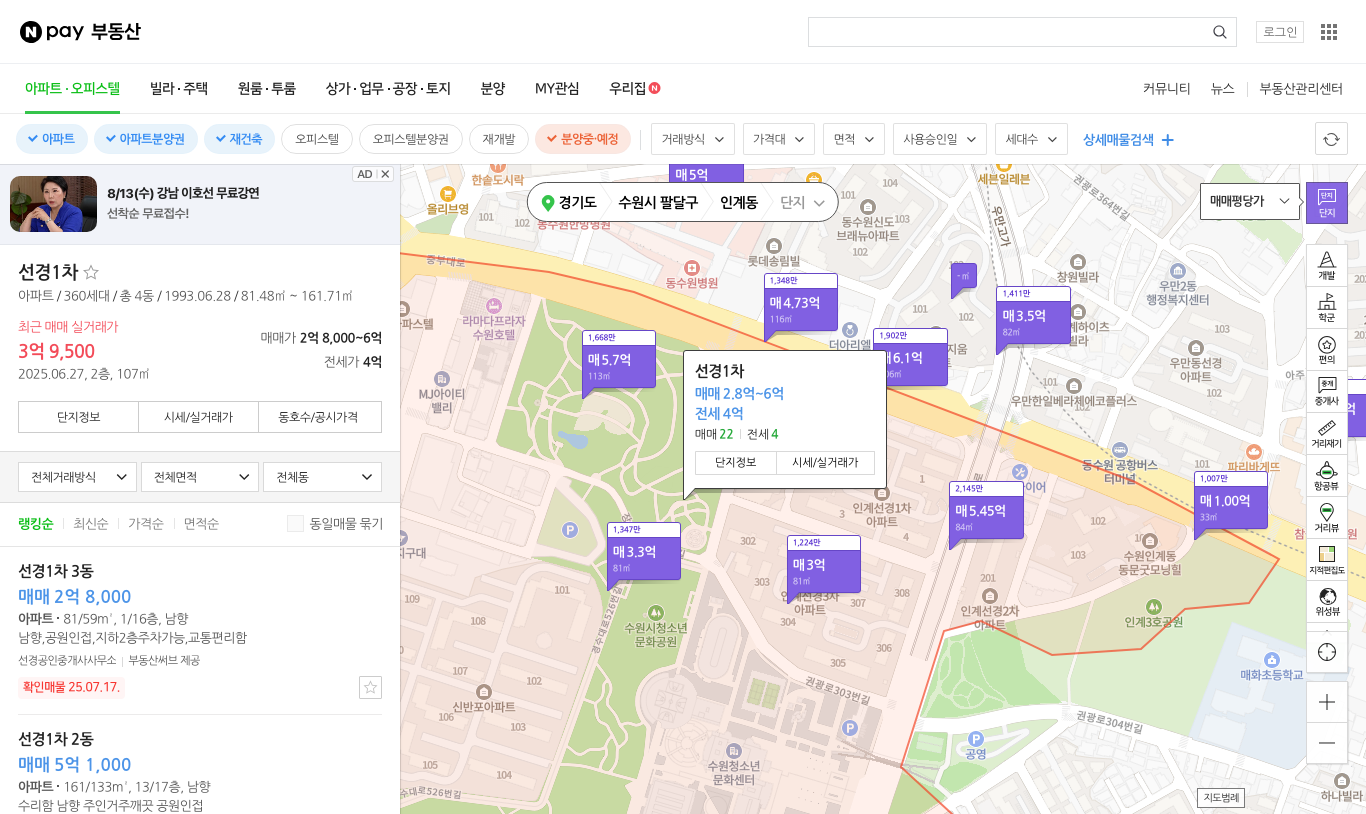 N pay 부동산
로그인
아파트·오피스텔 빌라·주택 원룸·투룸 상가·업무·공장·토지 분양 MY관심 우리집 N
커뮤니티 뉴스 부동산관리센터
아파트 아파트분양권 재건축 오피스텔 오피스텔분양권 재개발 분양중·예정
거래방식 가격대 면적 사용승인일 세대수 상세매물검색
8/13(수) 강남 이호선 무료강연
선착순 무료접수!
AD
선경1차
아파트 / 360세대 / 총 4동 / 1993.06.28 / 81.48㎡ ~ 161.71㎡
최근 매매 실거래가
3억 9,500
2025.06.27, 2층, 107㎡
매매가 2억 8,000~6억
전세가 4억
단지정보 시세/실거래가 동호수/공시가격
전체거래방식 전체면적 전체동
랭킹순 최신순 가격순 면적순
동일매물 묶기
선경1차 3동
매매 2억 8,000
아파트 · 81/59㎡, 1/16층, 남향
남향,공원인접,지하2층주차가능,교통편리함
선경공인중개사사무소 부동산써브 제공
확인매물 25.07.17.
선경1차 2동
매매 5억 1,000
아파트 · 161/133㎡, 13/17층, 남향
수리함 남향 주인거주깨끗 공원인접
경기도 수원시 팔달구 인계동 단지
매매평당가
단지
단지
개발
학군
편의
중개
중개사
거리재기
항공뷰
거리뷰
지적편집도
위성뷰
지도범례
매5억
한솥도시락
올리브영
101
동수원한방병원
중부대로
세븐일레븐
권광로364번길
우만고가
103
동수원신도
브래뉴아파트
102
롯데송림빌
동수원병원
창원빌라
우만2동
행정복지센터
라마다프라자
수원호텔
MJ아이티
밸리
1,668만
매5.7억
113㎡
1,348만
매4.73억
116㎡
더아리엘
1,902만
매6.1억
- ㎡
1,411만
매3.5억
82㎡
우만동선경
아파트
우만한일베라체에코플러스
102
선경1차
매매 2.8억~6억
전세 4억
매매 22 전세 4
단지정보 시세/실거래가
동수원 공항버스
터미널
101
파리바게뜨
1,007만
매1.00억
33㎡
2,145만
매5.45억
84㎡
인계선경1차
아파트
1,347만
매3.3억
81㎡
1,224만
매3억
81㎡
인계선경3차
아파트
수원인계동
동문굿모닝힐
102
103
인계선경2차
아파트
인계3호공원
수원시청소년
문화공원
경수대로526번길
권광로303번길
권광로304번길
매화초등학교
신반포아파트
수원청소년
문화센터
공영
하나빌라
302
303
307
308
305
306
201
101
109
108
107
102
106
103
105
104